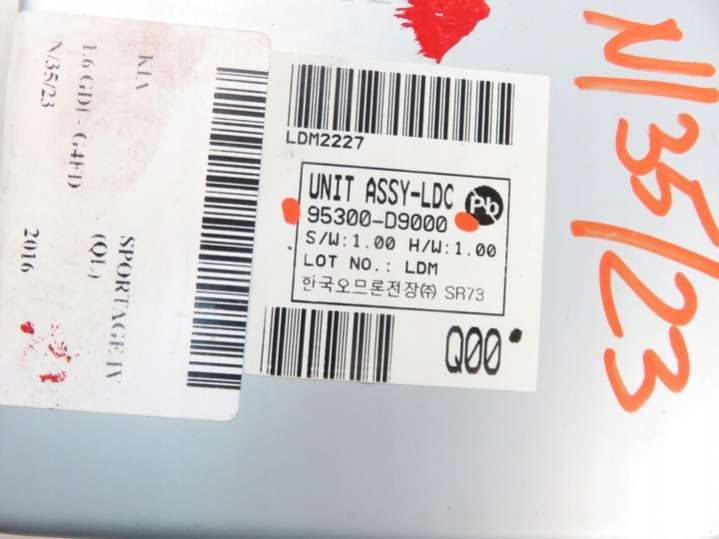 KIA
SPORTAGE IV
1.6 GDI - G4FD
(QL)
N/35/23
2016
LDM2227
UNIT ASSY-LDC
Pb
95300-D9000
S/W:1.00 H/W:1.00
LOT NO.: LDM
한국오므론전장㈜ SR73
Q00
N/35/23